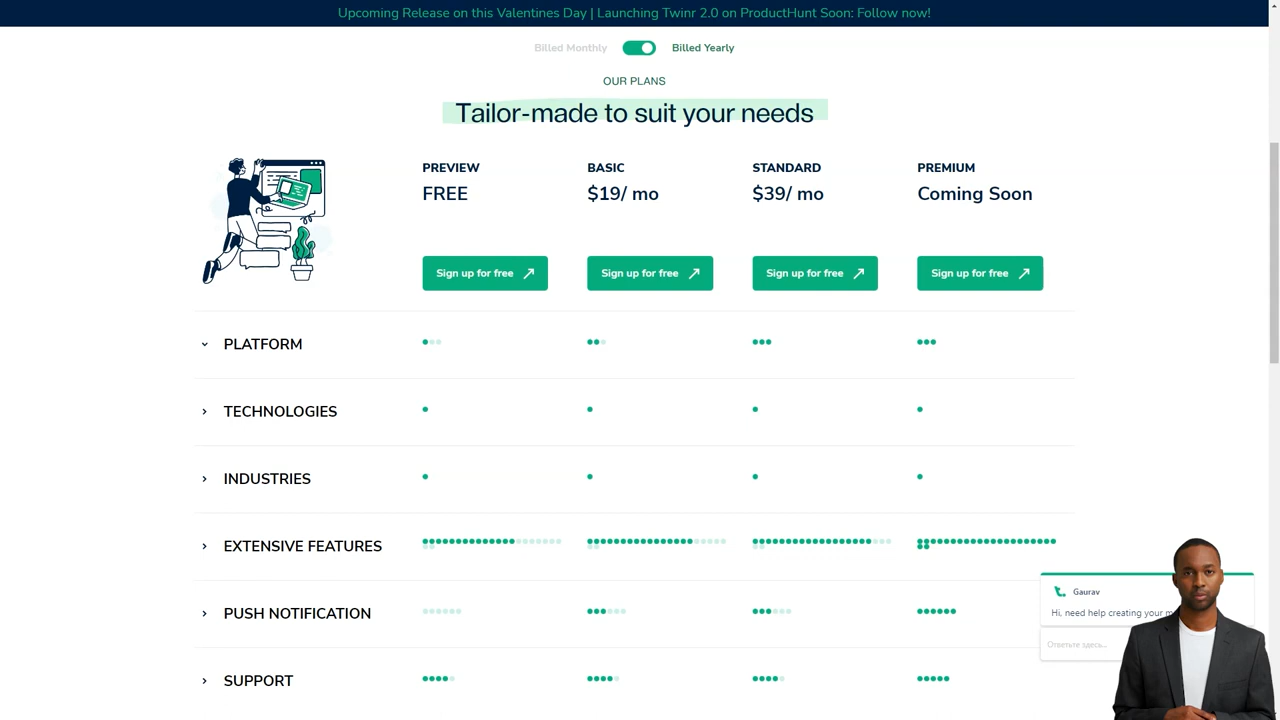 Upcoming Release on this Valentines Day | Launching Twinr 2.0 on ProductHunt Soon: Follow now!
Billed Monthly Billed Yearly
OUR PLANS
Tailor-made to suit your needs
PREVIEW BASIC STANDARD PREMIUM
FREE $19/ mo $39/ mo Coming Soon
Sign up for free Sign up for free Sign up for free Sign up for free
PLATFORM
TECHNOLOGIES
INDUSTRIES
EXTENSIVE FEATURES
Gaurav
PUSH NOTIFICATION
Hi, need help creating your
Ответьте здесь...
SUPPORT